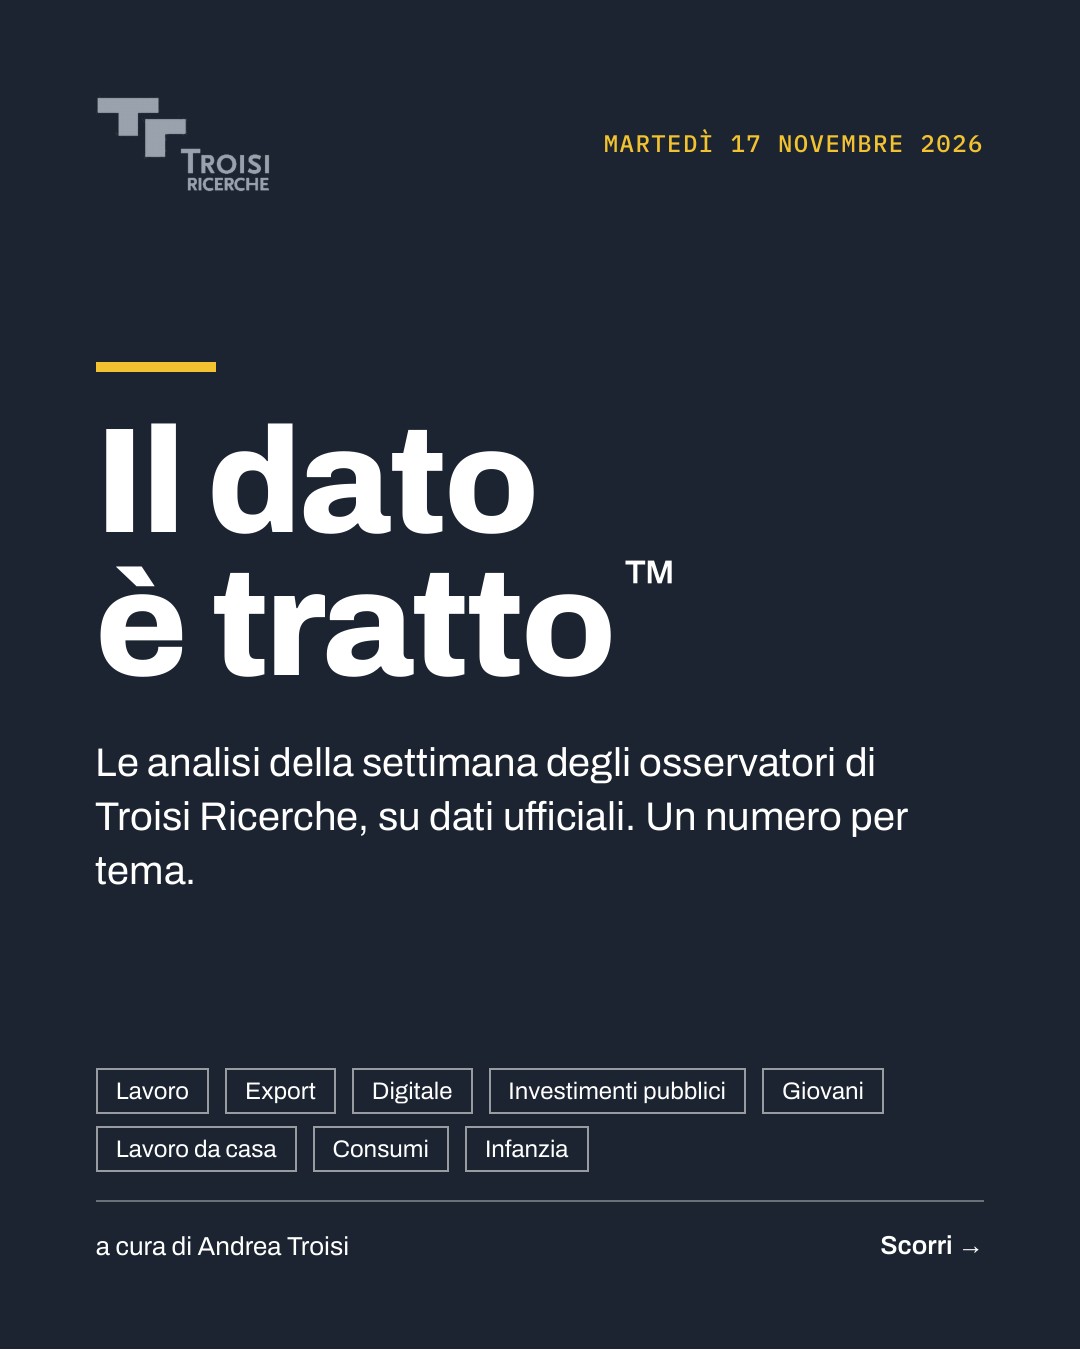 TROISI
RICERCHE
MARTEDÌ 17 NOVEMBRE 2026
Il dato
è tratto™
Le analisi della settimana degli osservatori di
Troisi Ricerche, su dati ufficiali. Un numero per
tema.
Lavoro Export Digitale Investimenti pubblici Giovani
Lavoro da casa Consumi Infanzia
a cura di Andrea Troisi Scorri →